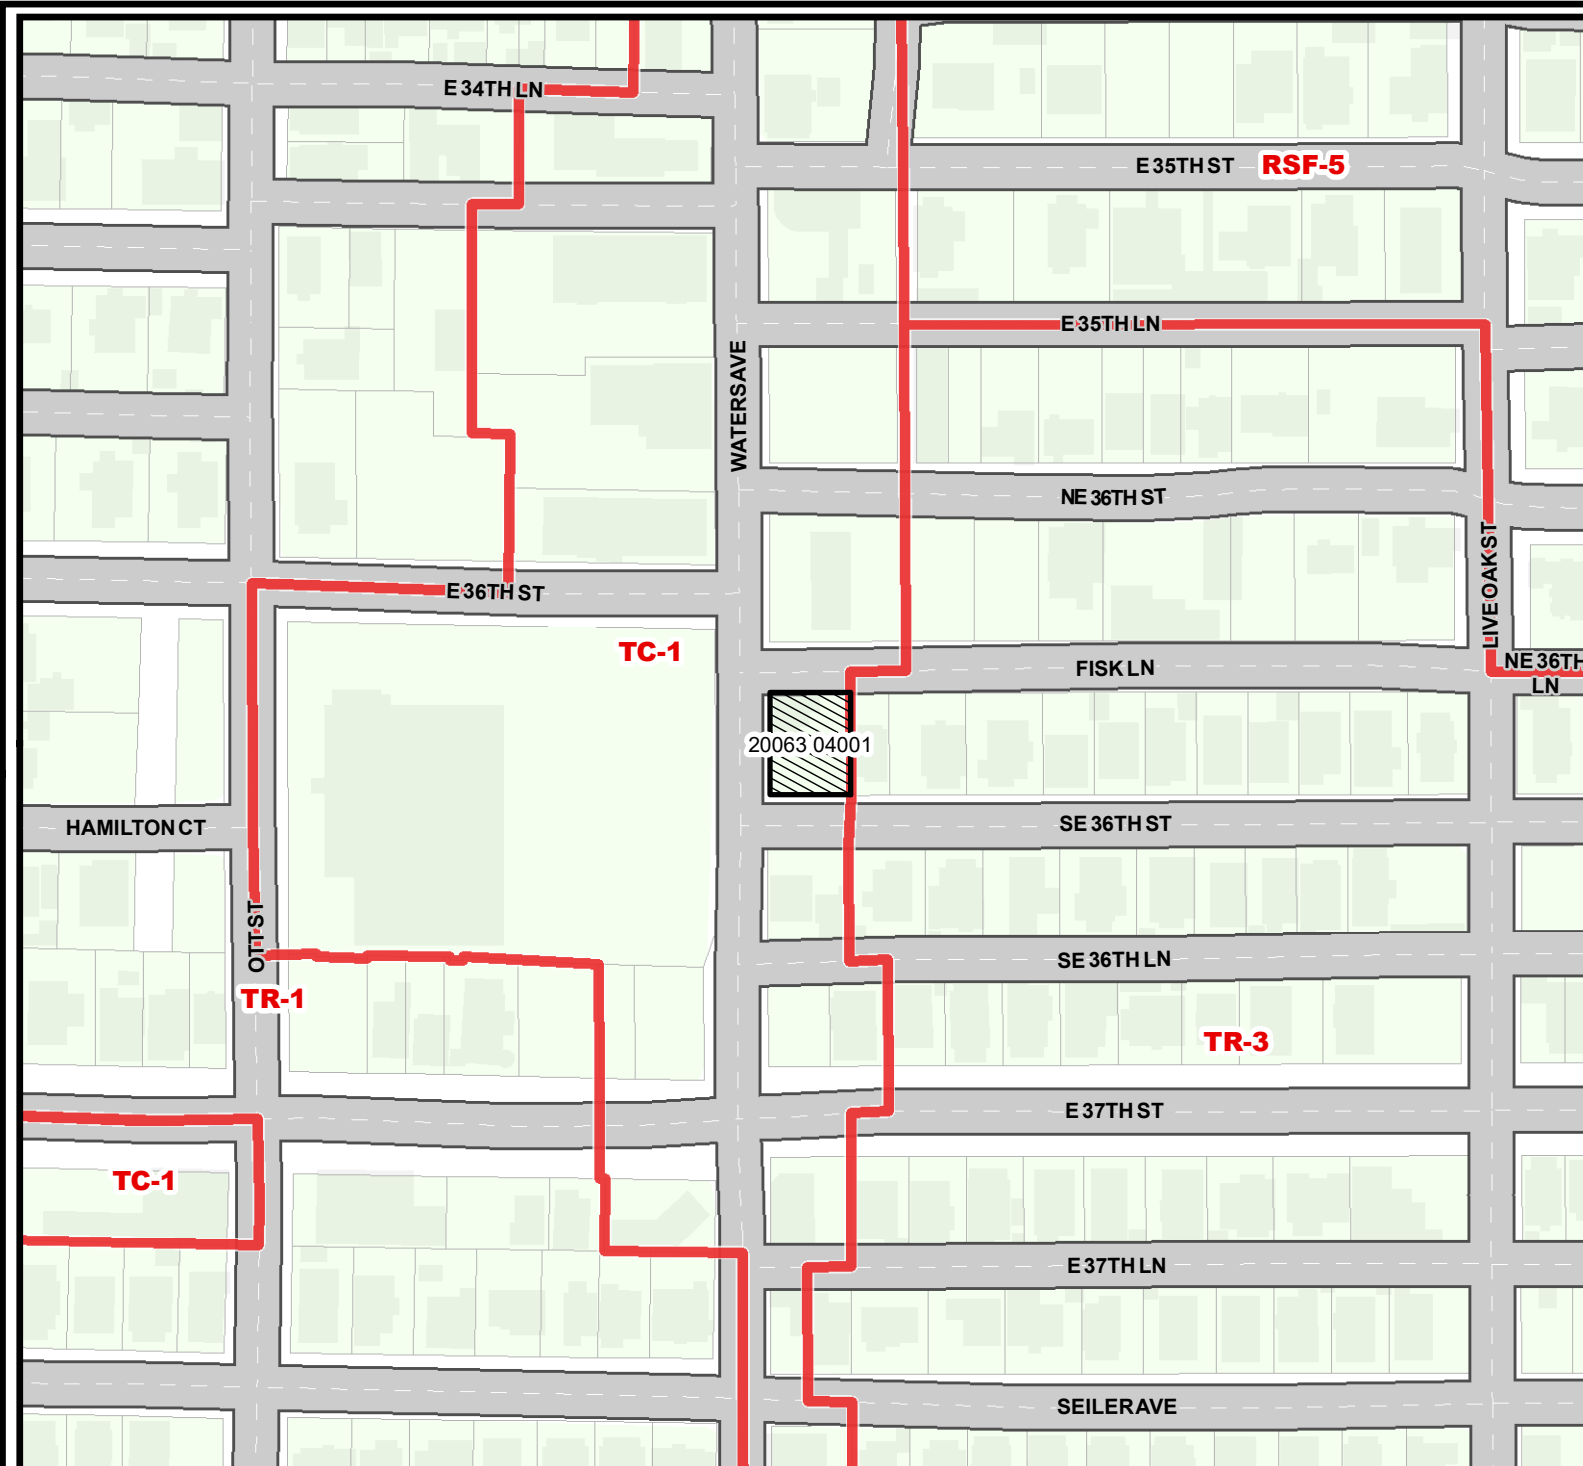 E 34TH LN
E 35TH ST RSF-5
E 35TH LN
WATERS AVE
NE 36TH ST
LIVE OAK ST
E 36TH ST
TC-1
FISK LN
NE 36TH
LN
20063 04001
HAMILTON CT
SE 36TH ST
OTT ST
SE 36TH LN
TR-1
TR-3
E 37TH ST
TC-1
E 37TH LN
SEILER AVE